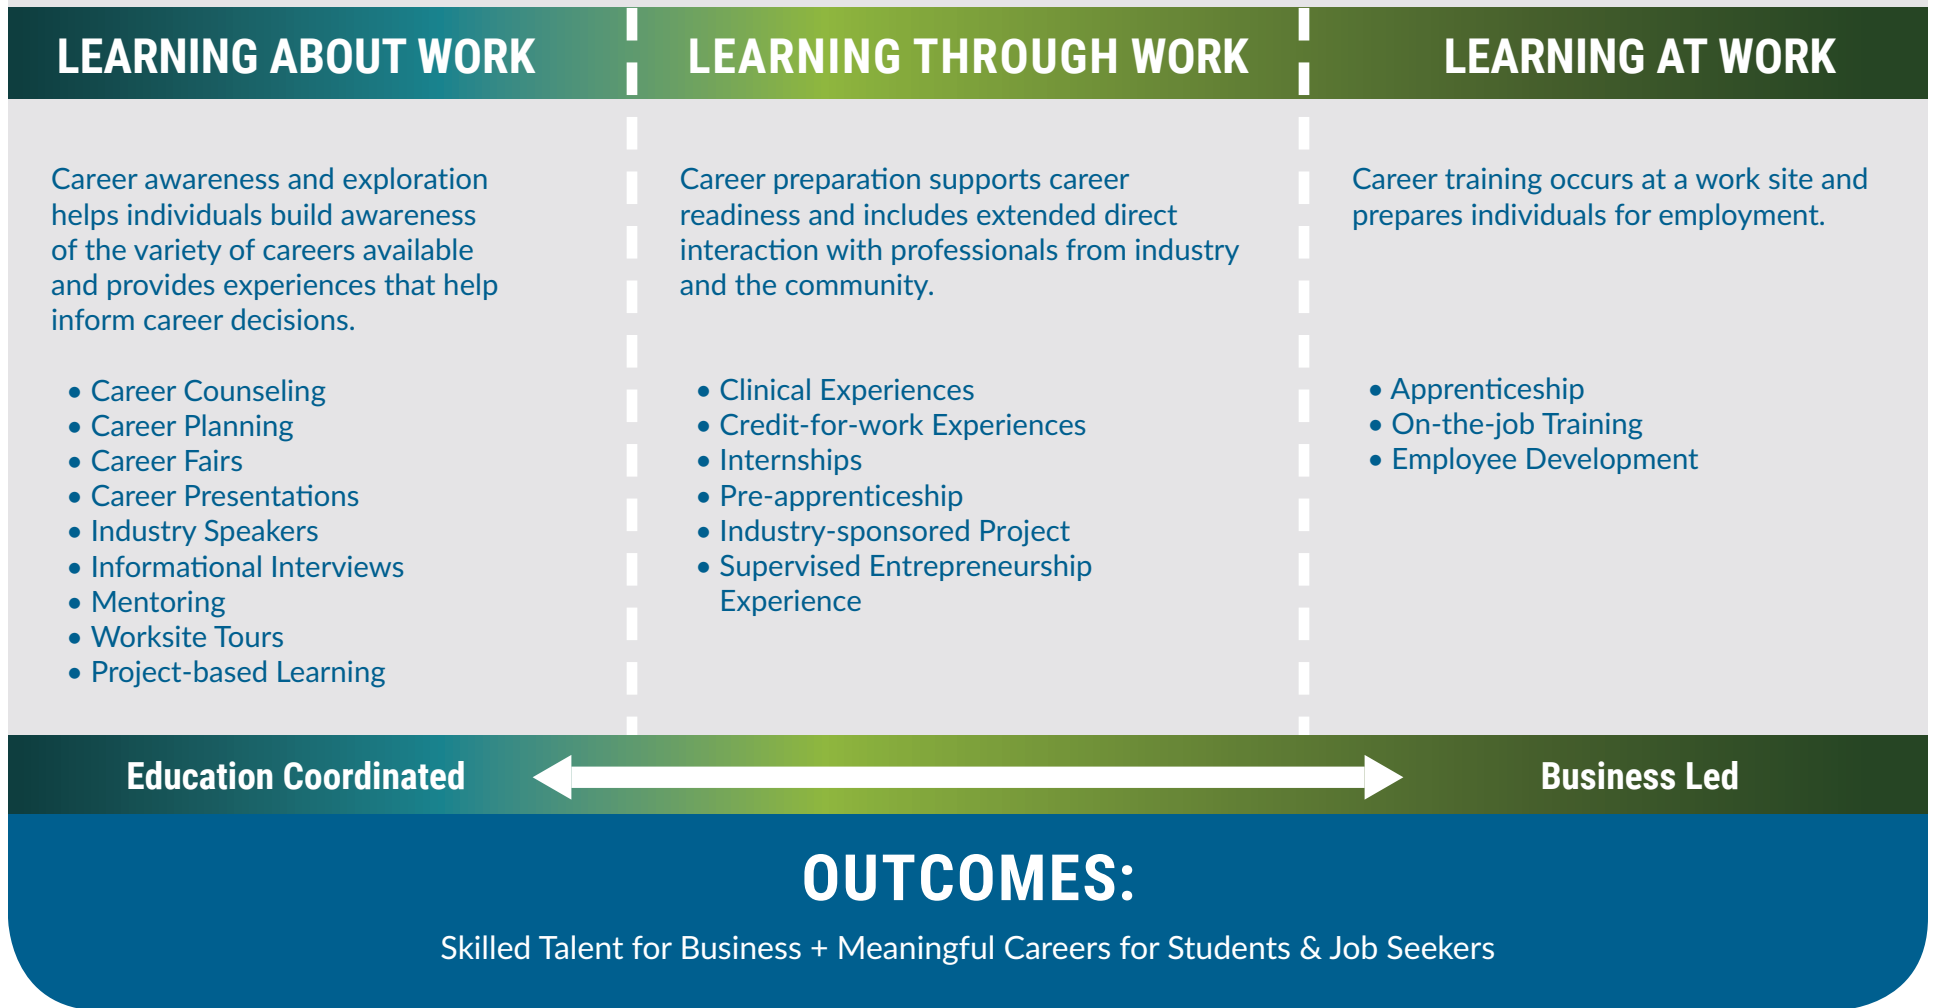 LEARNING ABOUT WORK
Career awareness and exploration
helps individuals build awareness
of the variety of careers available
and provides experiences that help
inform career decisions.
• Career Counseling
• Career Planning
• Career Fairs
• Career Presentations
• Industry Speakers
• Informational Interviews
• Mentoring
• Worksite Tours
• Project-based Learning
LEARNING THROUGH WORK
Career preparation supports career
readiness and includes extended direct
interaction with professionals from industry
and the community.
• Clinical Experiences
• Credit-for-work Experiences
• Internships
• Pre-apprenticeship
• Industry-sponsored Project
• Supervised Entrepreneurship
Experience
LEARNING AT WORK
Career training occurs at a work site and
prepares individuals for employment.
• Apprenticeship
• On-the-job Training
• Employee Development
Education Coordinated
Business Led
OUTCOMES:
Skilled Talent for Business + Meaningful Careers for Students & Job Seekers